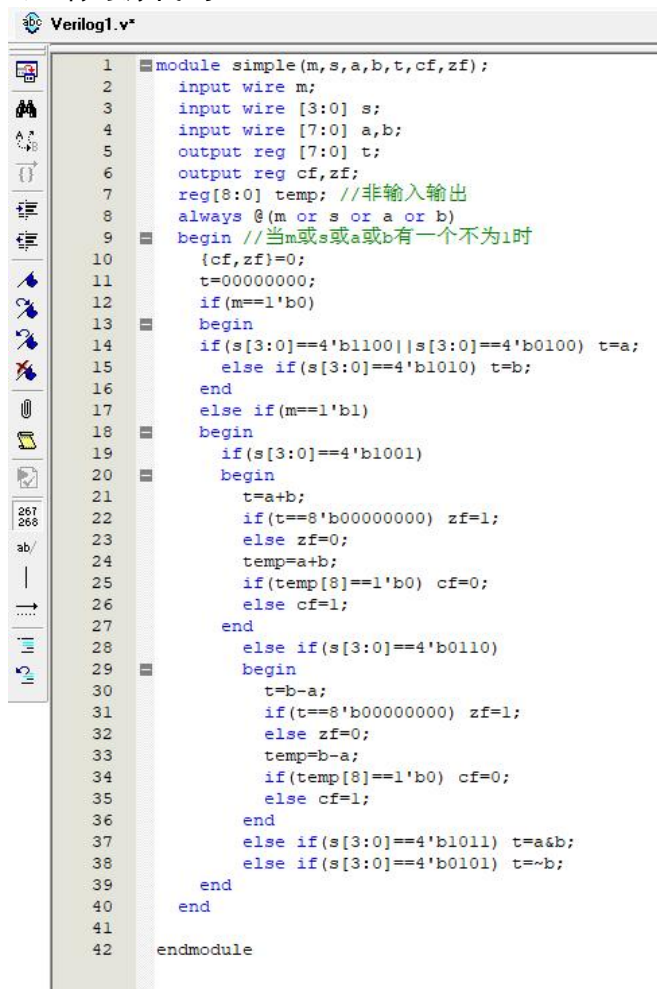 abc Verilog1.v*
1 module simple(m,s,a,b,t,cf,zf);
2 input wire m;
3 input wire [3:0] s;
4 input wire [7:0] a,b;
5 output reg [7:0] t;
6 output reg cf,zf;
7 reg[8:0] temp; //非输入输出
8 always @(m or s or a or b)
9 begin //当m或s或a或b有一个不为1时
10 {cf,zf}=0;
11 t=00000000;
12 if(m==1'b0)
13 begin
14 if(s[3:0]==4'b1100||s[3:0]==4'b0100) t=a;
15 else if(s[3:0]==4'b1010) t=b;
16 end
17 else if(m==1'b1)
18 begin
19 if(s[3:0]==4'b1001)
20 begin
21 t=a+b;
22 if(t==8'b00000000) zf=1;
23 else zf=0;
24 temp=a+b;
25 if(temp[8]==1'b0) cf=0;
26 else cf=1;
27 end
28 else if(s[3:0]==4'b0110)
29 begin
30 t=b-a;
31 if(t==8'b00000000) zf=1;
32 else zf=0;
33 temp=b-a;
34 if(temp[8]==1'b0) cf=0;
35 else cf=1;
36 end
37 else if(s[3:0]==4'b1011) t=a&b;
38 else if(s[3:0]==4'b0101) t=~b;
39 end
40 end
41
42 endmodule
267
268
ab/